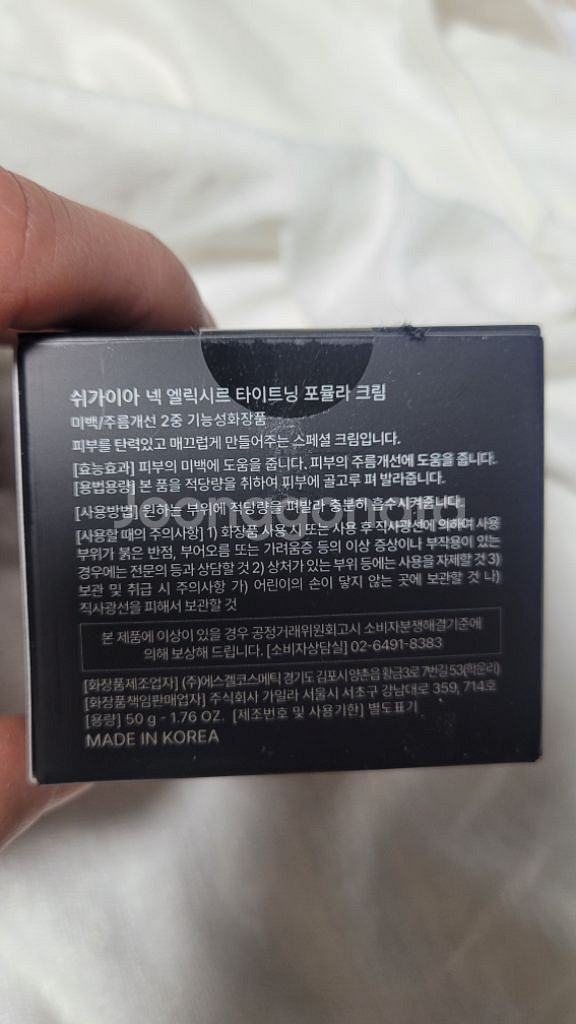 쉬가이아 넥 엘릭시르 타이트닝 포뮬라 크림
미백/주름개선 2중 기능성화장품
피부를 탄력있고 매끄럽게 만들어주는 스페셜 크림입니다.
[효능효과] 피부의 미백에 도움을 줍니다. 피부의 주름개선에 도움을 줍니다.
[용법용량] 본 품을 적당량을 취하여 피부에 골고루 펴 발라줍니다.
[사용방법] 원하는 부위에 적당량을 펴발라 충분히 흡수시켜줍니다.
Joonggonara
[사용할 때의 주의사항] 1) 화장품 사용 시 또는 사용 후 직사광선에 의하여 사용
부위가 붉은 반점, 부어오름 또는 가려움증 등의 이상 증상이나 부작용이 있는
경우에는 전문의 등과 상담할 것 2) 상처가 있는 부위 등에는 사용을 자제할 것 3)
보관 및 취급 시 주의사항 가) 어린이의 손이 닿지 않는 곳에 보관할 것 나)
직사광선을 피해서 보관할 것
본 제품에 이상이 있을 경우 공정거래위원회고시 소비자분쟁해결기준에
의해 보상해 드립니다. [소비자상담실] 02-6491-8383
[화장품제조업자] (주)에스겔코스메틱 경기도 김포시 양촌읍 황금3로 7번길 53(학운리)
[화장품책임판매업자] 주식회사 가일라 서울시 서초구 강남대로 359, 714호
[용량] 50 g - 1.76 OZ. [제조번호 및 사용기한] 별도표기
MADE IN KOREA